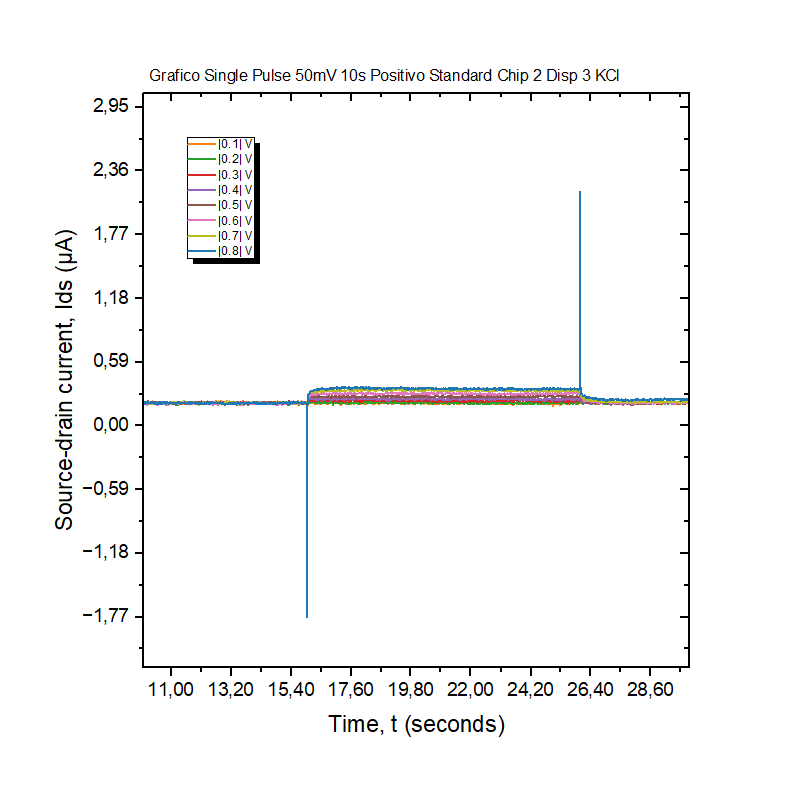 Grafico Single Pulse 50mV 10s Positivo Standard Chip 2 Disp 3 KCl
2,95
2,36
1,77
1,18
0,59
0,00
−0,59
−1,18
−1,77
Source-drain current, Ids (μA)
|0.1| V
|0.2| V
|0.3| V
|0.4| V
|0.5| V
|0.6| V
|0.7| V
|0.8| V
11,00 13,20 15,40 17,60 19,80 22,00 24,20 26,40 28,60
Time, t (seconds)